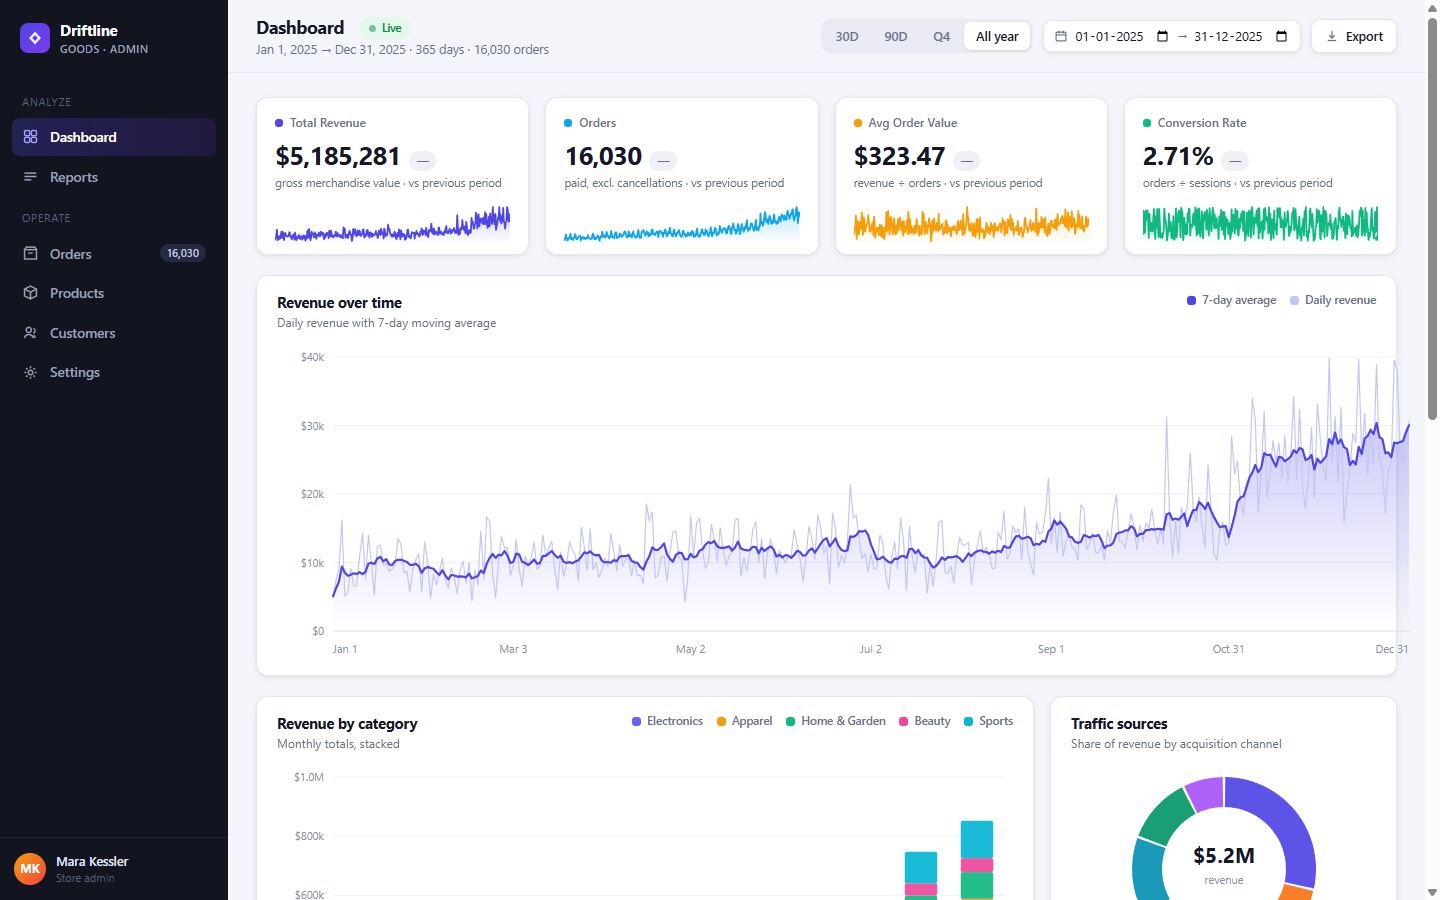 Driftline
GOODS · ADMIN
ANALYZE
Dashboard
Reports
OPERATE
Orders 16,030
Products
Customers
Settings
MK
Mara Kessler
Store admin
Dashboard Live
Jan 1, 2025 → Dec 31, 2025 · 365 days · 16,030 orders
30D 90D Q4 All year
01-01-2025 → 31-12-2025
Export
Total Revenue
$5,185,281 —
gross merchandise value · vs previous period
Orders
16,030 —
paid, excl. cancellations · vs previous period
Avg Order Value
$323.47 —
revenue ÷ orders · vs previous period
Conversion Rate
2.71% —
orders ÷ sessions · vs previous period
Revenue over time
Daily revenue with 7-day moving average
7-day average Daily revenue
$40k
$30k
$20k
$10k
$0
Jan 1 Mar 3 May 2 Jul 2 Sep 1 Oct 31 Dec 31
Revenue by category
Monthly totals, stacked
Electronics Apparel Home & Garden Beauty Sports
$1.0M
$800k
$600k
Traffic sources
Share of revenue by acquisition channel
$5.2M
revenue